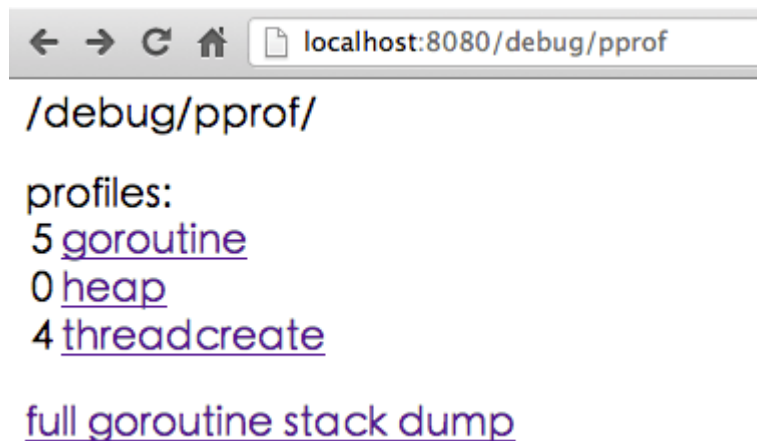 localhost:8080/debug/pprof
/debug/pprof/
profiles:
5 goroutine
0 heap
4 threadcreate
full goroutine stack dump